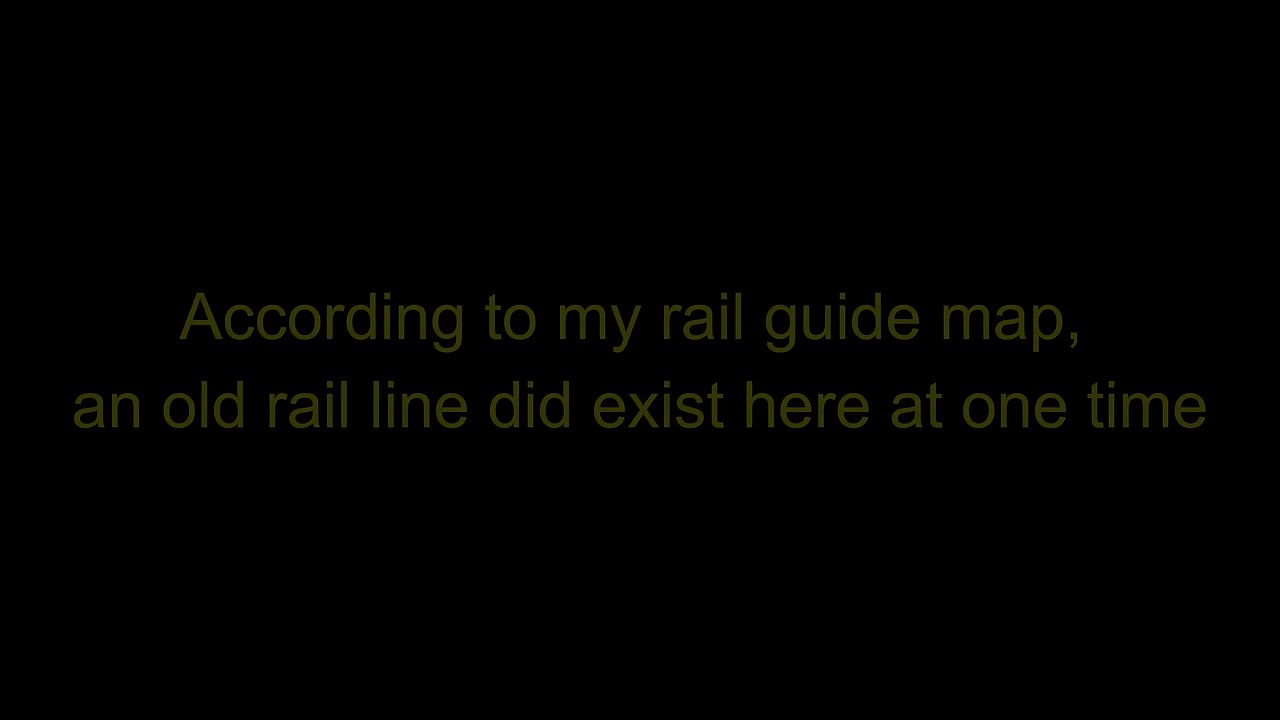 According to my rail guide map,
an old rail line did exist here at one time